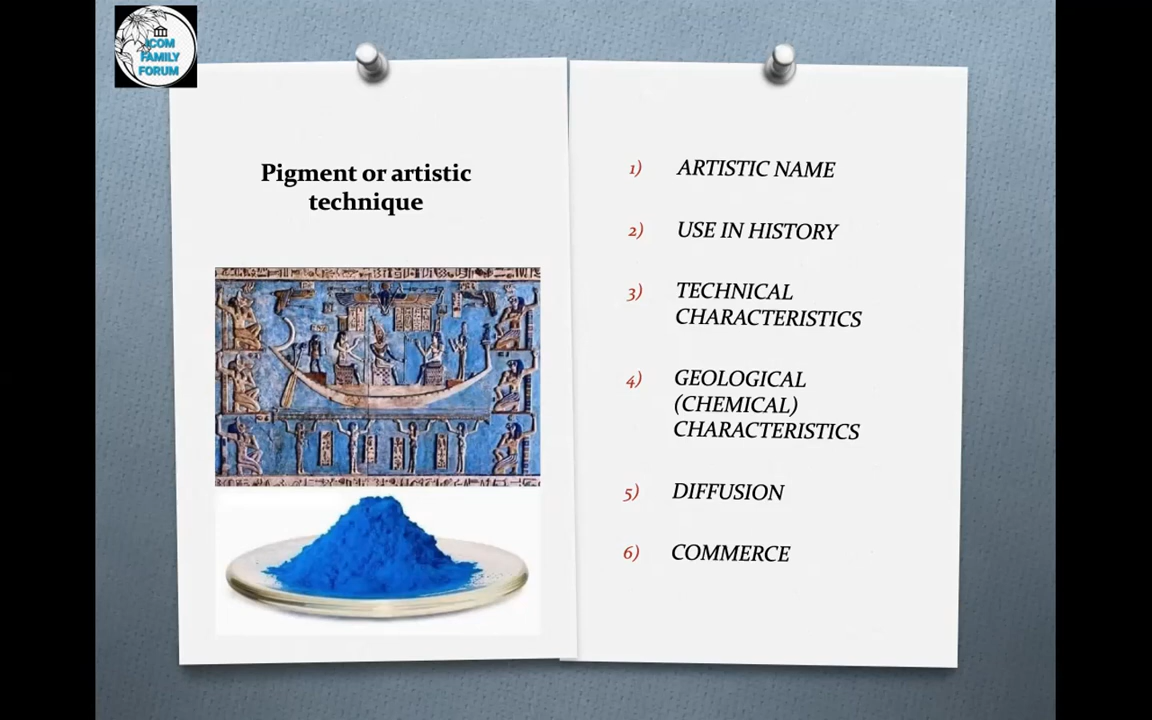 ICOM
FAMILY
FORUM
Pigment or artistic
technique
1) ARTISTIC NAME
2) USE IN HISTORY
3) TECHNICAL
CHARACTERISTICS
4) GEOLOGICAL
(CHEMICAL)
CHARACTERISTICS
5) DIFFUSION
6) COMMERCE